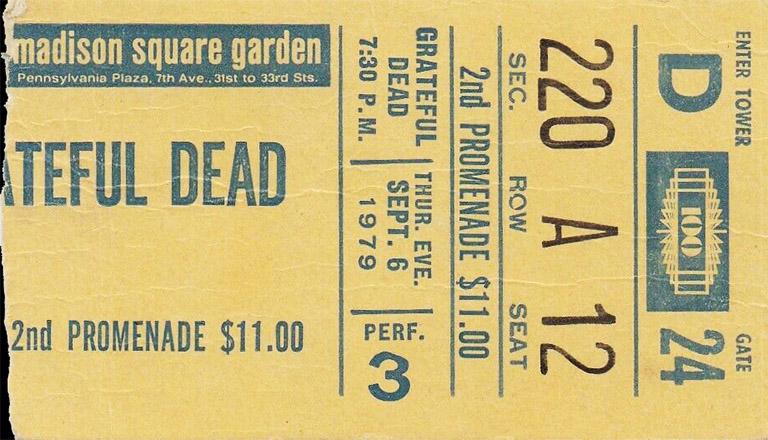 madison square garden
Pennsylvania Plaza, 7th Ave., 31st to 33rd Sts.
ATEFUL DEAD
2nd PROMENADE $11.00
GRATEFUL
DEAD
7:30 P.M.
THUR. EVE.
SEPT. 6
1979
PERF.
3
2nd PROMENADE $11.00
SEC. ROW SEAT
220 A 12
ENTER TOWER
D
100
GATE
24